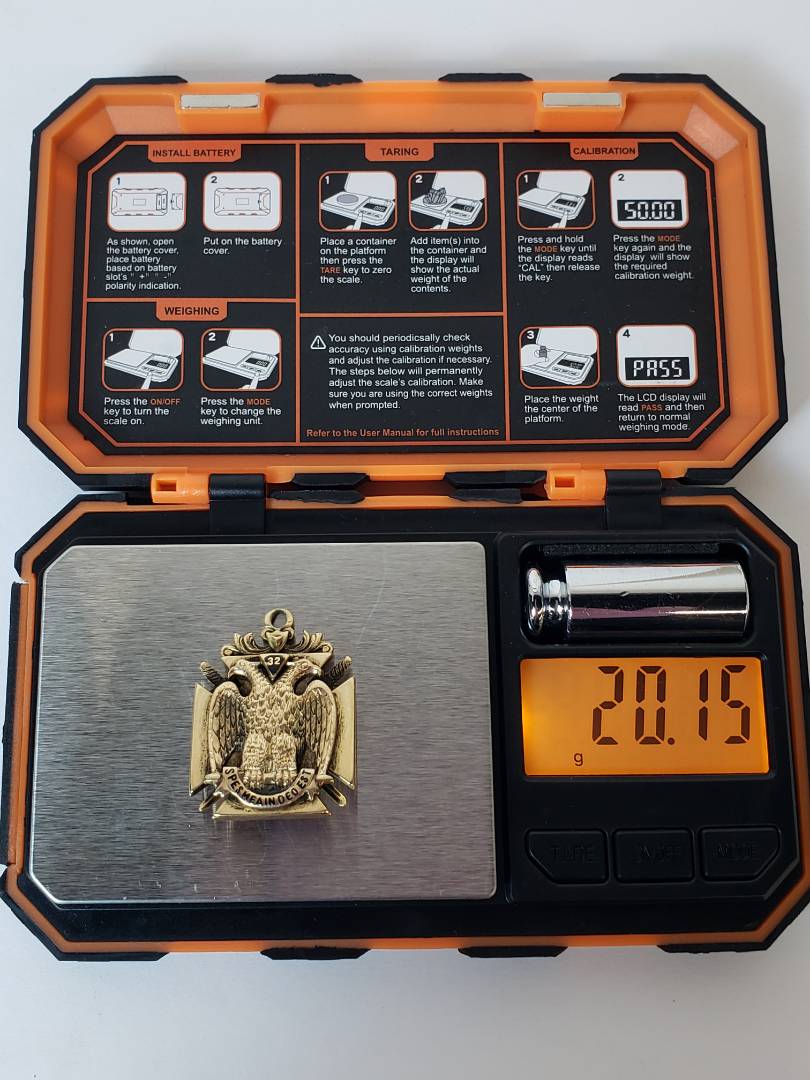 INSTALL BATTERY
1
2
As shown, open
the battery cover,
place battery
based on battery
slot's " +" " -"
polarity indication.
Put on the battery
cover.
TARING
1
2
Place a container
on the platform
then press the
TARE key to zero
the scale.
Add item(s) into
the container and
the display will
show the actual
weight of the
contents.
CALIBRATION
1
2
50.00
Press and hold
the MODE key until
the display reads
"CAL" then release
the key.
Press the MODE
key again and the
display will show
the required
calibration weight.
WEIGHING
1
2
Press the ON/OFF
key to turn the
scale on.
Press the MODE
key to change the
weighing unit.
You should periodicsally check
accuracy using calibration weights
and adjust the calibration if necessary.
The steps below will permanently
adjust the scale's calibration. Make
sure you are using the correct weights
when prompted.
Refer to the User Manual for full instructions
3
4
PASS
Place the weight
the center of the
platform.
The LCD display will
read PASS and then
return to normal
weighing mode.
32
SPES MEA IN DEO EST
20.15
g
TARE
ON/OFF
MODE